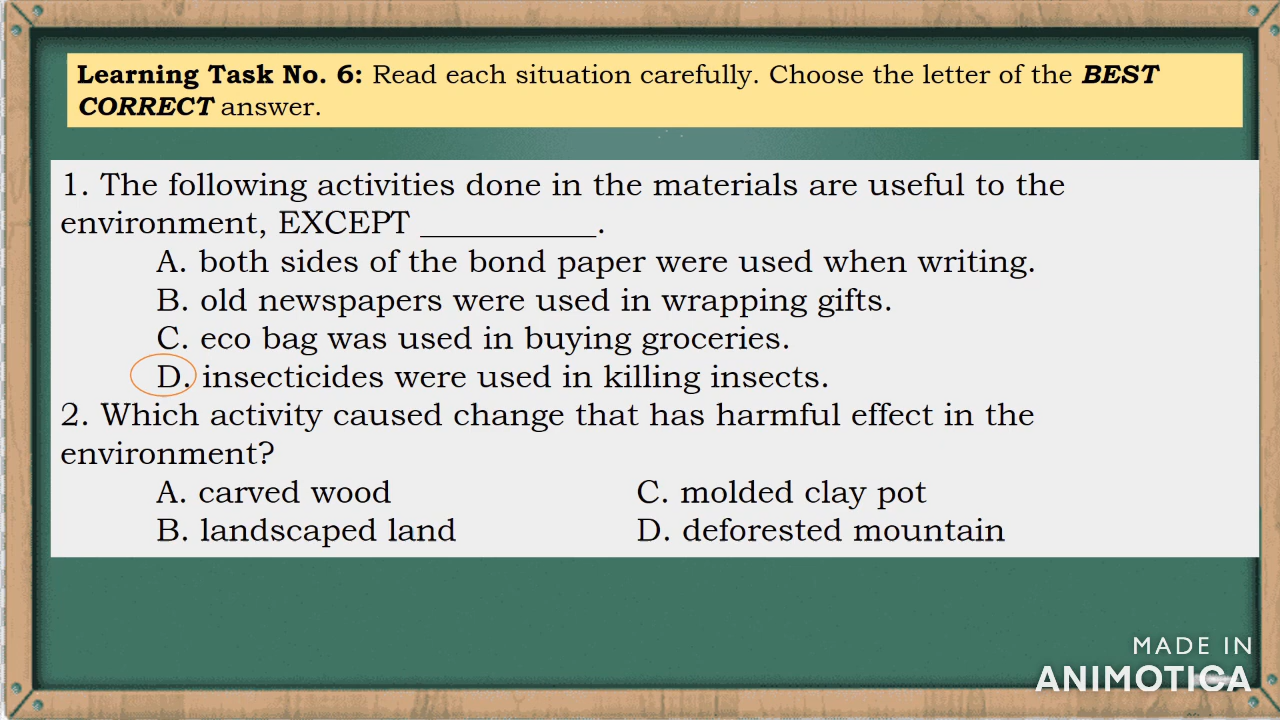 Learning Task No. 6: Read each situation carefully. Choose the letter of the BEST
CORRECT answer.
1. The following activities done in the materials are useful to the
environment, EXCEPT __________.
A. both sides of the bond paper were used when writing.
B. old newspapers were used in wrapping gifts.
C. eco bag was used in buying groceries.
D. insecticides were used in killing insects.
2. Which activity caused change that has harmful effect in the
environment?
A. carved wood C. molded clay pot
B. landscaped land D. deforested mountain
MADE IN
ANIMOTICA